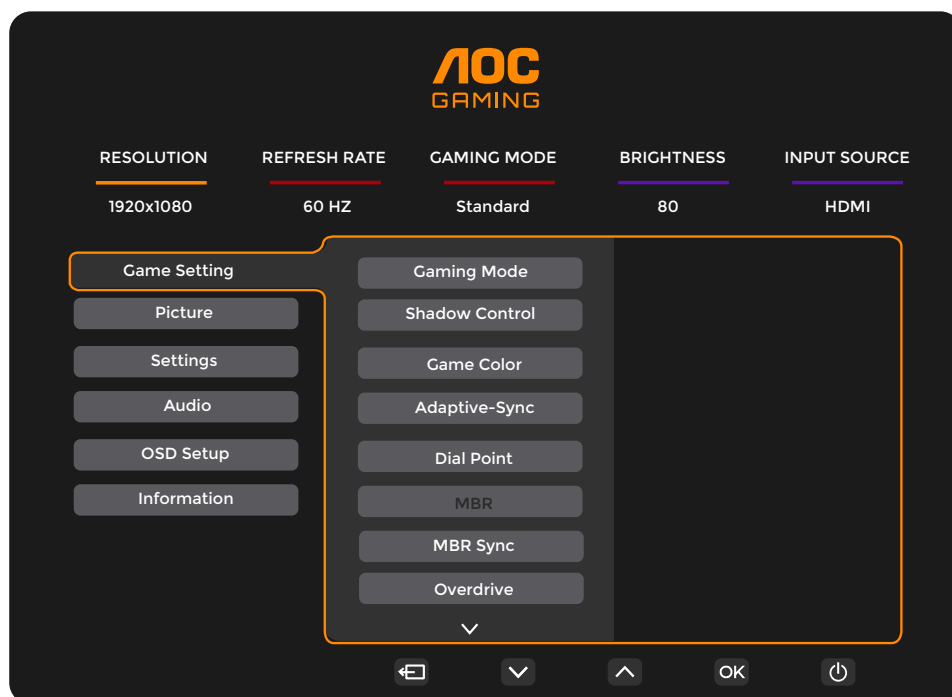 AOC
GAMING
RESOLUTION REFRESH RATE GAMING MODE BRIGHTNESS INPUT SOURCE
1920x1080 60 HZ Standard 80 HDMI
Game Setting
Picture
Settings
Audio
OSD Setup
Information
Gaming Mode
Shadow Control
Game Color
Adaptive-Sync
Dial Point
MBR
MBR Sync
Overdrive
OK